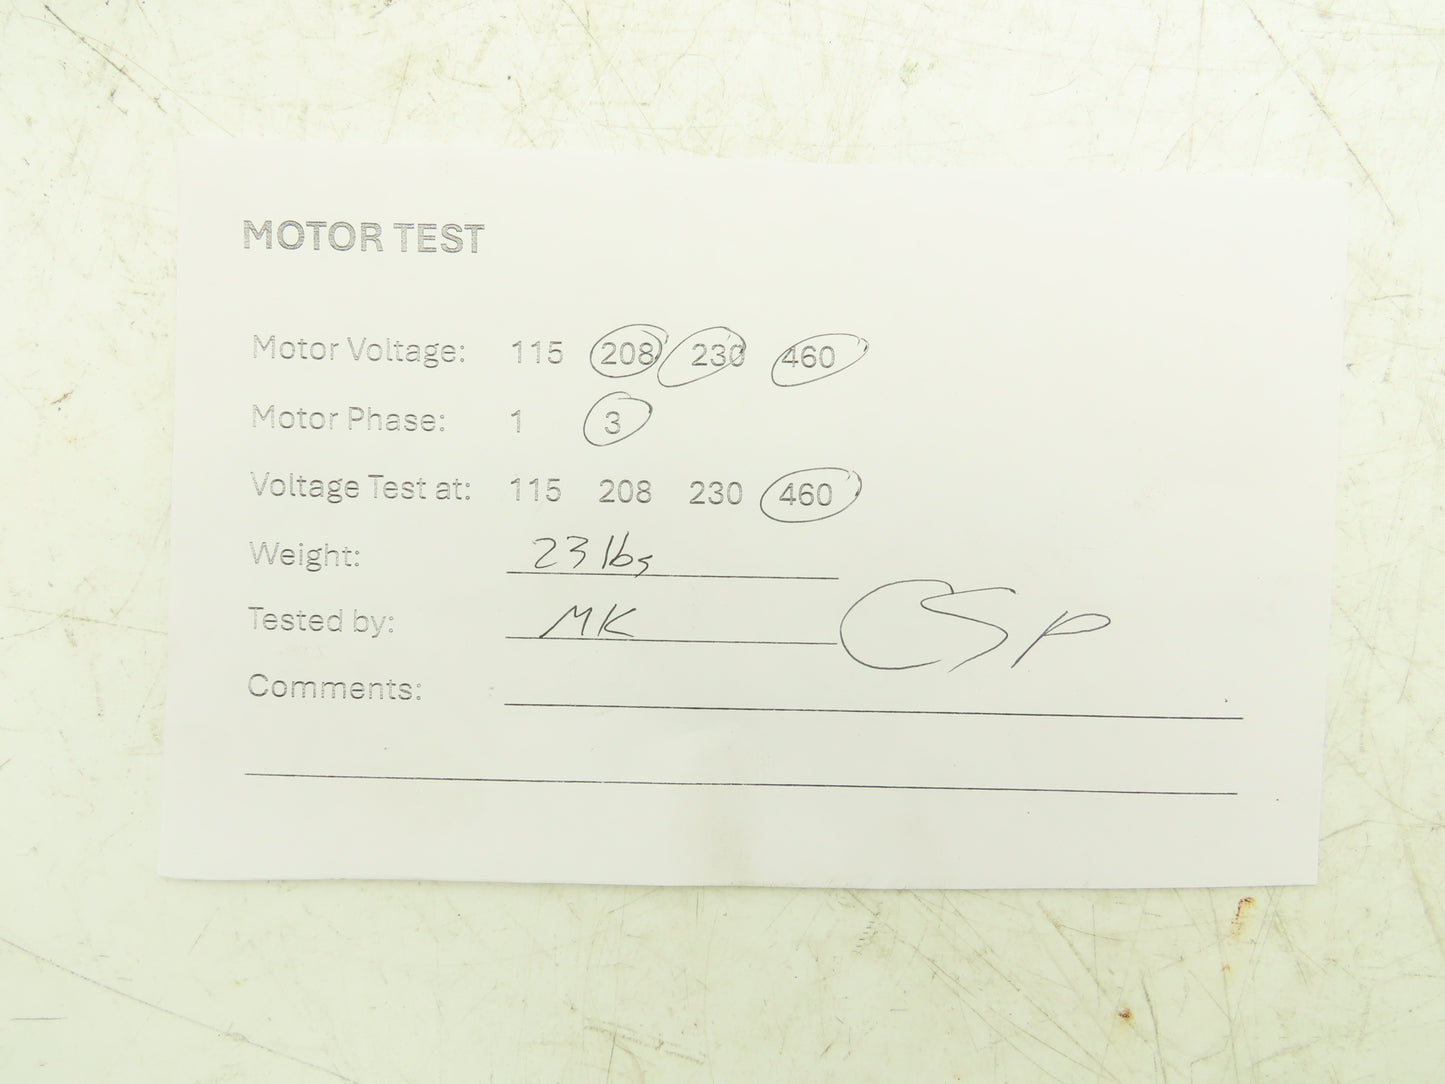 MOTOR TEST
Motor Voltage: 115 208 230 460
Motor Phase: 1 3
Voltage Test at: 115 208 230 460
Weight: 23 lbs
Tested by: MK
CSP
Comments: